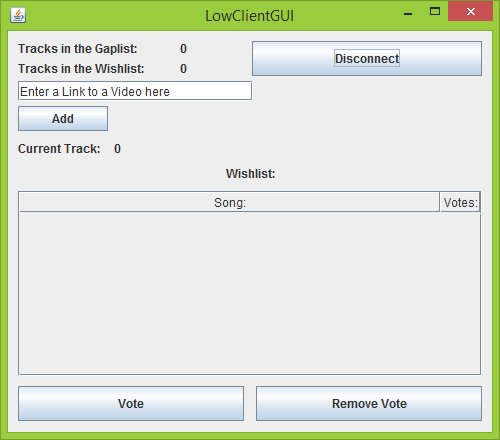 LowClientGUI
Tracks in the Gaplist: 0
Disconnect
Tracks in the Wishlist: 0
Enter a Link to a Video here
Add
Current Track: 0
Wishlist:
Song: Votes:
Vote Remove Vote